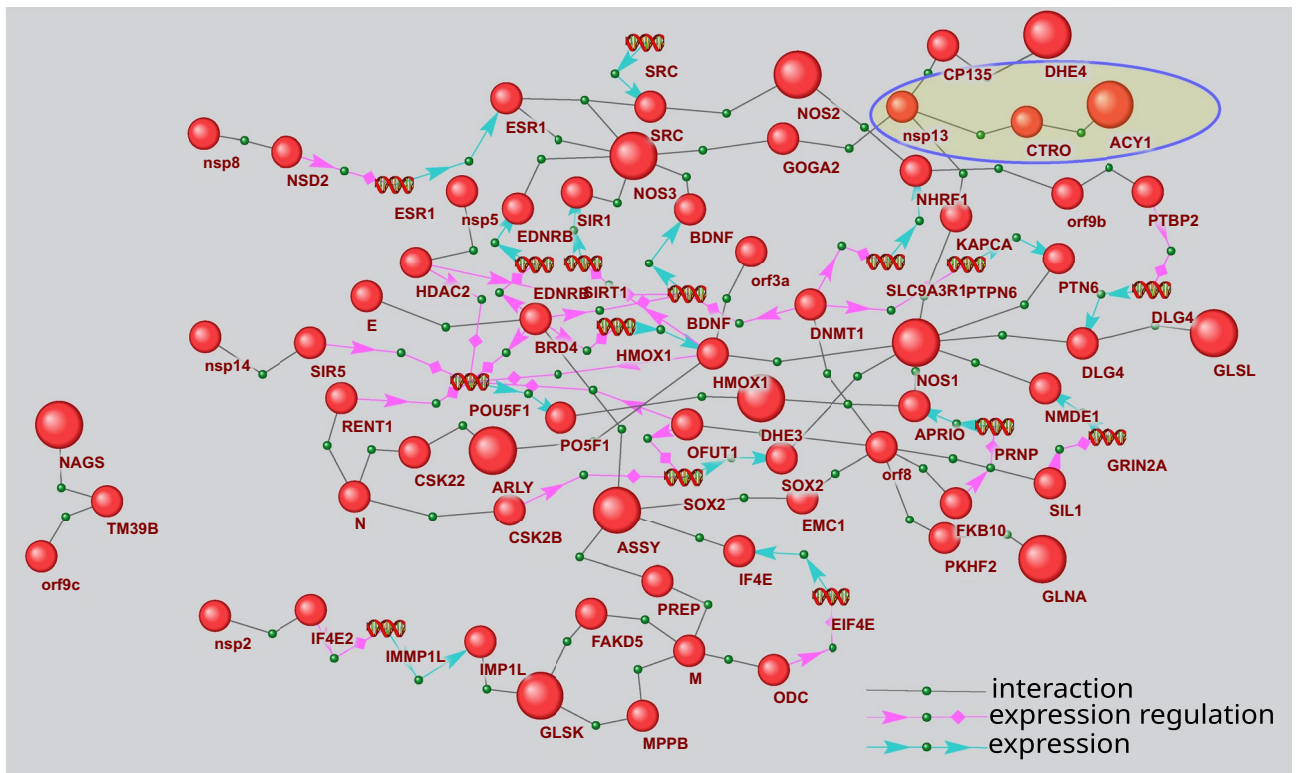 SRC
CP135
DHE4
NOS2
ESR1
SRC
nsp13
CTRO
ACY1
nsp8
NSD2
NOS3
GOGA2
ESR1
nsp5
EDNRB
SIR1
BDNF
NHRF1
KAPCA
orf9b
PTBP2
HDAC2
EDNRB
SIRT1
BDNF
orf3a
SLC9A3R1
PTPN6
PTN6
DLG4
E
BRD4
HMOX1
DNMT1
nsp14
SIR5
HMOX1
NOS1
DLG4
GLSL
RENT1
POU5F1
PO5F1
DHE3
APRIO
NMDE1
NAGS
CSK22
ARLY
OFUT1
SOX2
orf8
PRNP
GRIN2A
TM39B
N
CSK2B
SOX2
EMC1
FKB10
SIL1
orf9c
ASSY
IF4E
PKHF2
GLNA
nsp2
IF4E2
IMMP1L
IMP1L
FAKD5
PREP
EIF4E
M
ODC
GLSK
MPPB
interaction
expression regulation
expression